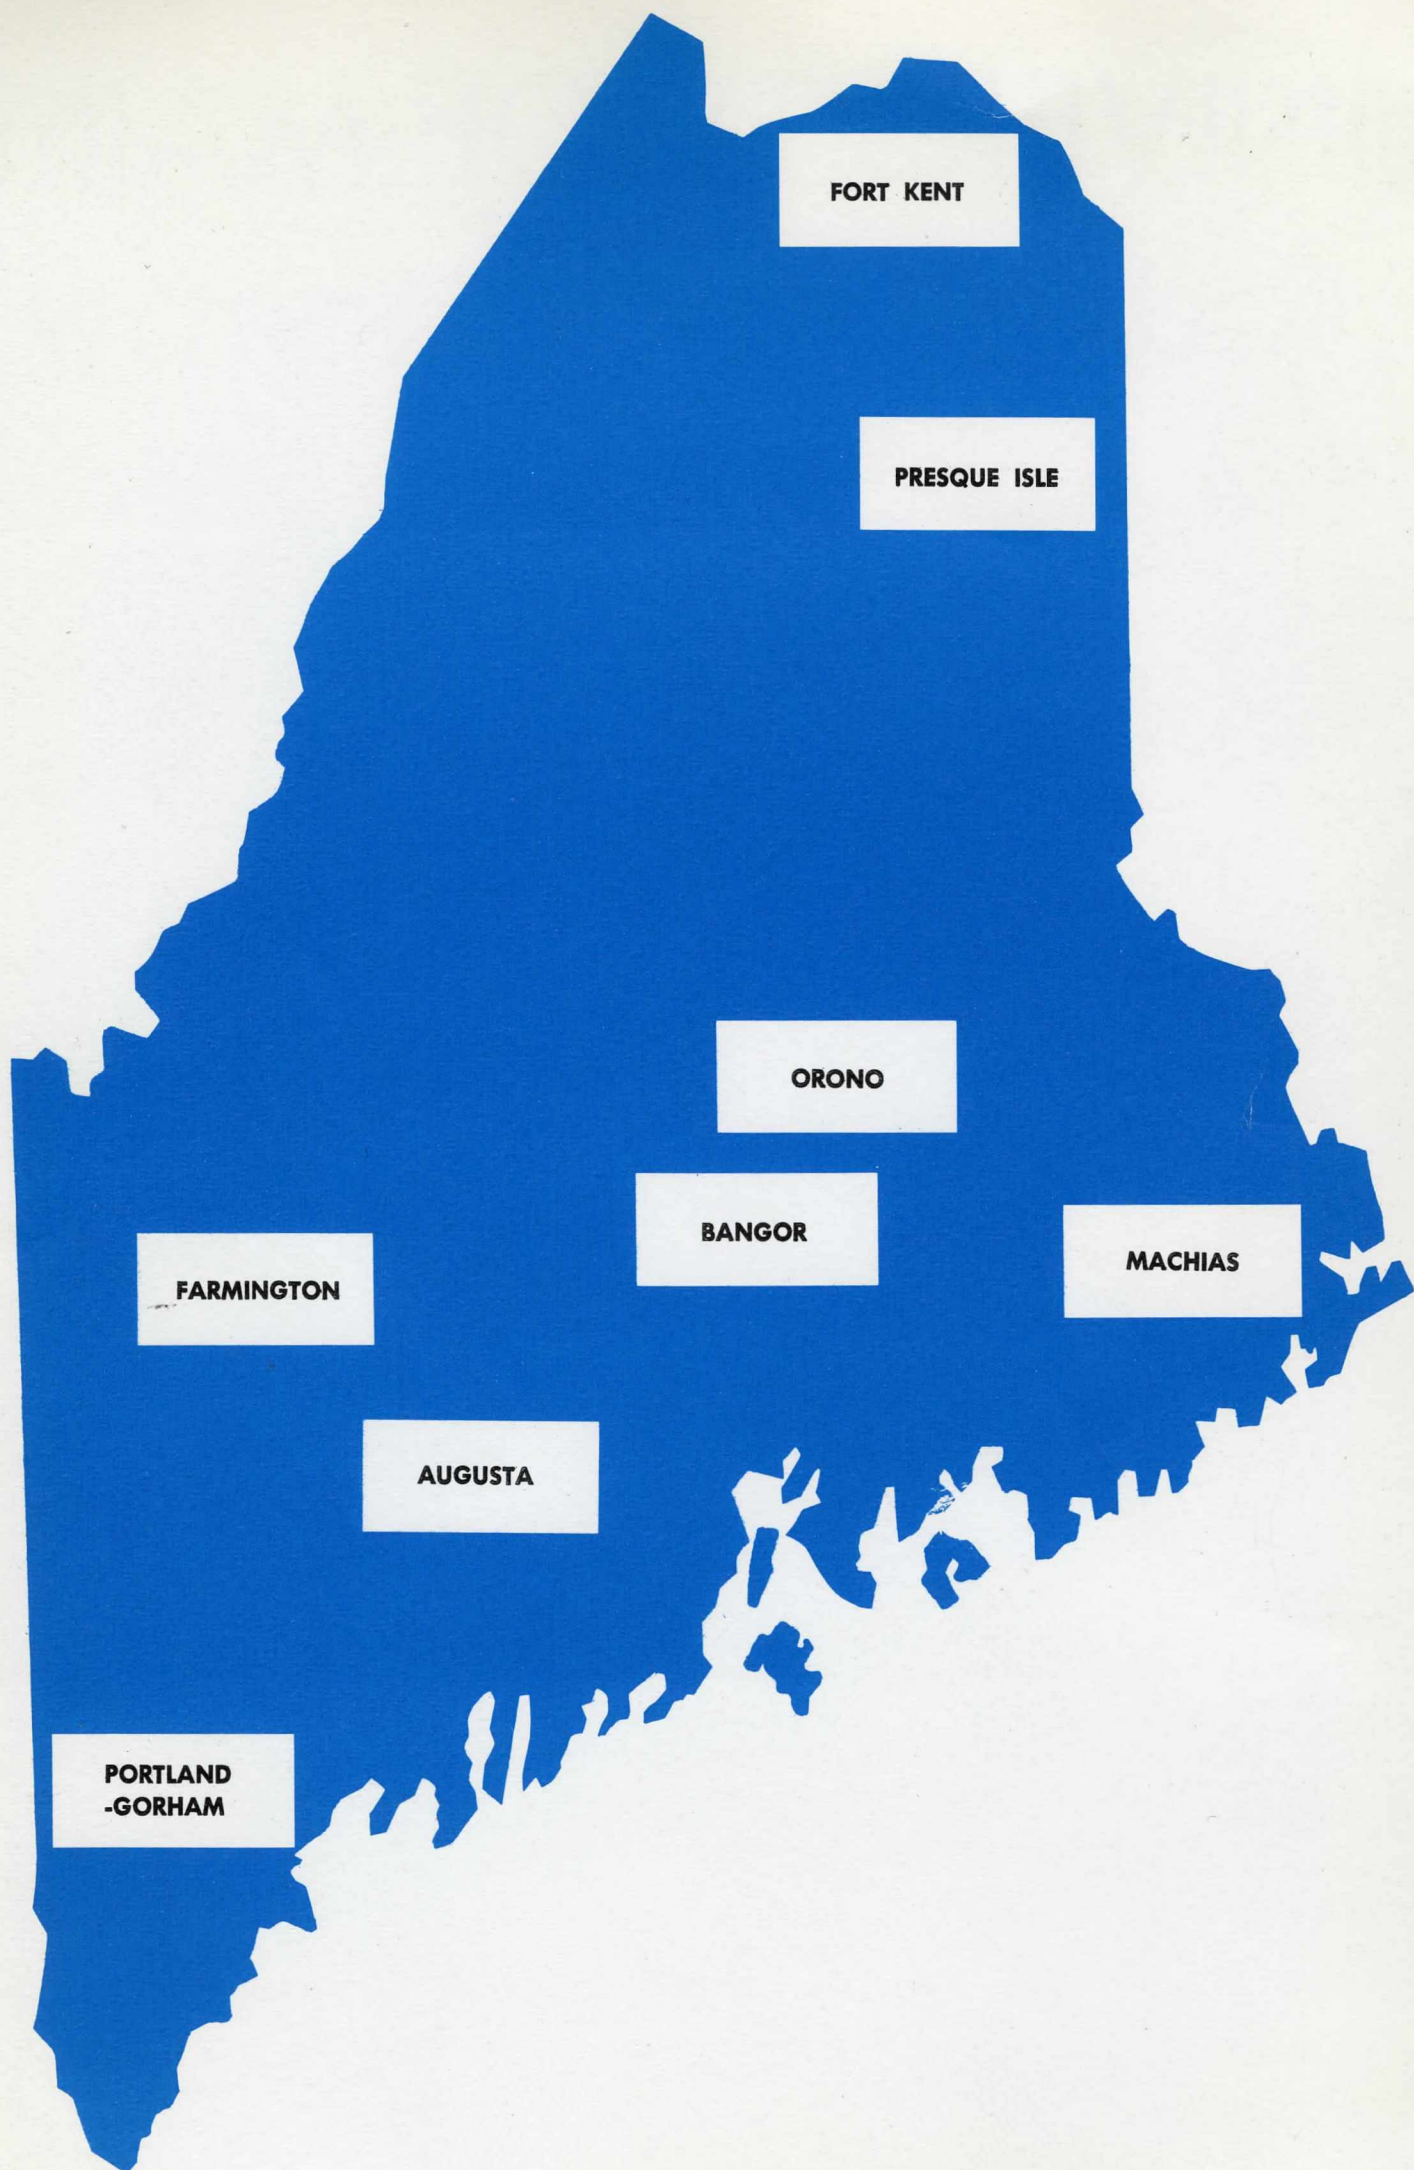 FORT KENT
PRESQUE ISLE
ORONO
BANGOR
MACHIAS
FARMINGTON
AUGUSTA
PORTLAND
-GORHAM